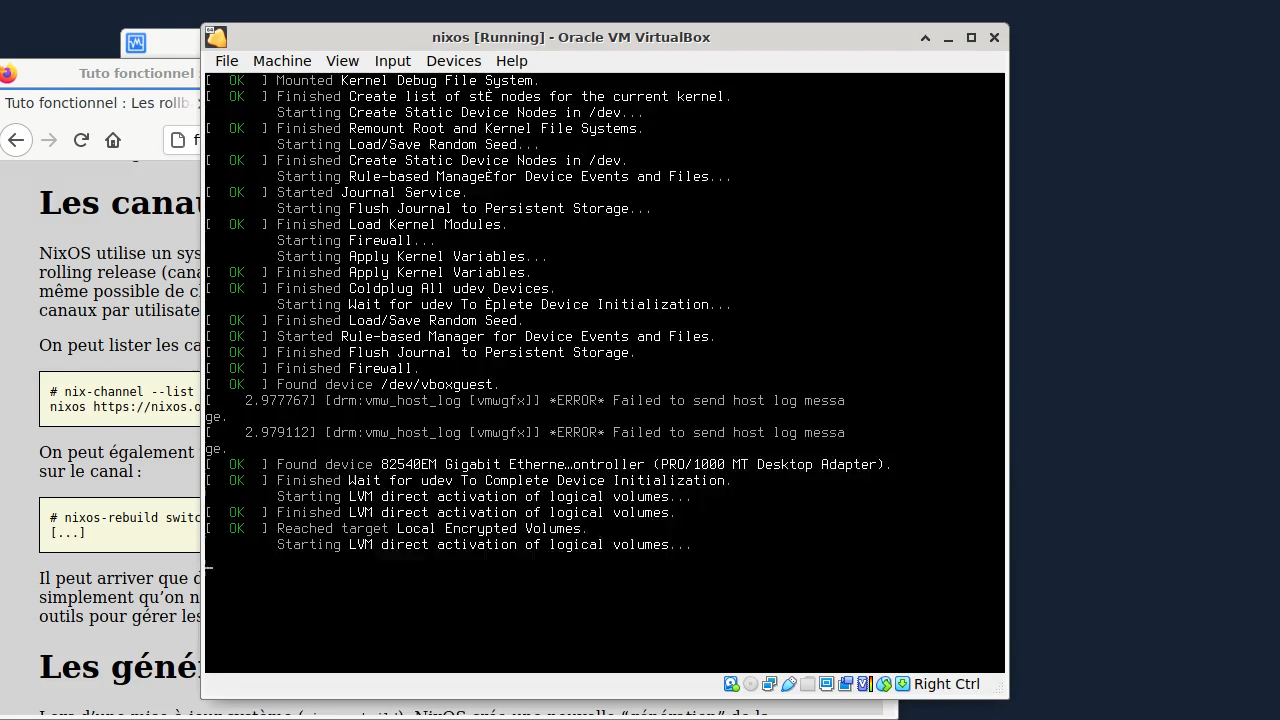 nixos [Running] - Oracle VM VirtualBox
File Machine View Input Devices Help
[ OK ] Mounted Kernel Debug File System.
[ OK ] Finished Create list of stÈ nodes for the current kernel.
Starting Create Static Device Nodes in /dev...
[ OK ] Finished Remount Root and Kernel File Systems.
Starting Load/Save Random Seed...
[ OK ] Finished Create Static Device Nodes in /dev.
Starting Rule-based ManageÈfor Device Events and Files...
[ OK ] Started Journal Service.
Starting Flush Journal to Persistent Storage...
[ OK ] Finished Load Kernel Modules.
Starting Firewall...
Starting Apply Kernel Variables...
[ OK ] Finished Apply Kernel Variables.
[ OK ] Finished Coldplug All udev Devices.
Starting Wait for udev To Èplete Device Initialization...
[ OK ] Finished Load/Save Random Seed.
[ OK ] Started Rule-based Manager for Device Events and Files.
[ OK ] Finished Flush Journal to Persistent Storage.
[ OK ] Finished Firewall.
[ OK ] Found device /dev/vboxguest.
[ 2.977767] [drm:vmw_host_log [vmwgfx]] *ERROR* Failed to send host log messa
ge.
[ 2.979112] [drm:vmw_host_log [vmwgfx]] *ERROR* Failed to send host log messa
ge.
[ OK ] Found device 82540EM Gigabit Etherne…ontroller (PRO/1000 MT Desktop Adapter).
[ OK ] Finished Wait for udev To Complete Device Initialization.
Starting LVM direct activation of logical volumes...
[ OK ] Finished LVM direct activation of logical volumes.
[ OK ] Reached target Local Encrypted Volumes.
Starting LVM direct activation of logical volumes...
Right Ctrl
Tuto fonctionnel
Tuto fonctionnel : Les rollb
Les cana
NixOS utilise un sys
rolling release (cana
même possible de c
canaux par utilisate
On peut lister les ca
# nix-channel --list
nixos https://nixos.o
On peut également
sur le canal :
# nixos-rebuild switc
[...]
Il peut arriver que d
simplement qu’on n
outils pour gérer les
Les géné